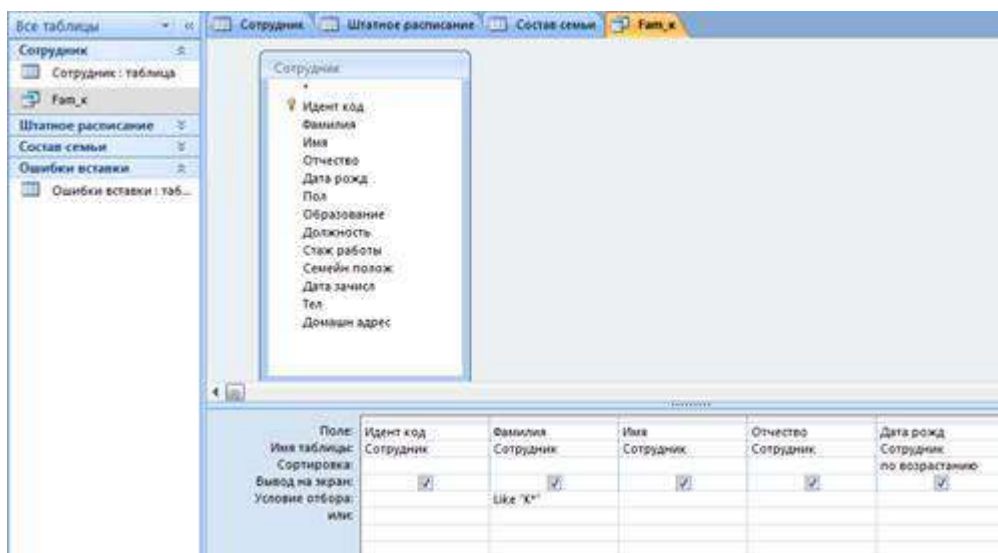 Все таблицы
Сотрудник
Сотрудник : таблица
Fam_к
Штатное расписание
Состав семьи
Ошибки вставки
Ошибки вставки : таб...
Сотрудник Штатное расписание Состав семьи Fam_к
Сотрудник
*
Идент код
Фамилия
Имя
Отчество
Дата рожд
Пол
Образование
Должность
Стаж работы
Семейн полож
Дата зачисл
Тел
Домашн адрес
Поле: Идент код Фамилия Имя Отчество Дата рожд
Имя таблицы: Сотрудник Сотрудник Сотрудник Сотрудник Сотрудник
Сортировка: по возрастанию
Вывод на экран:
Условие отбора: Like "К*"
или: